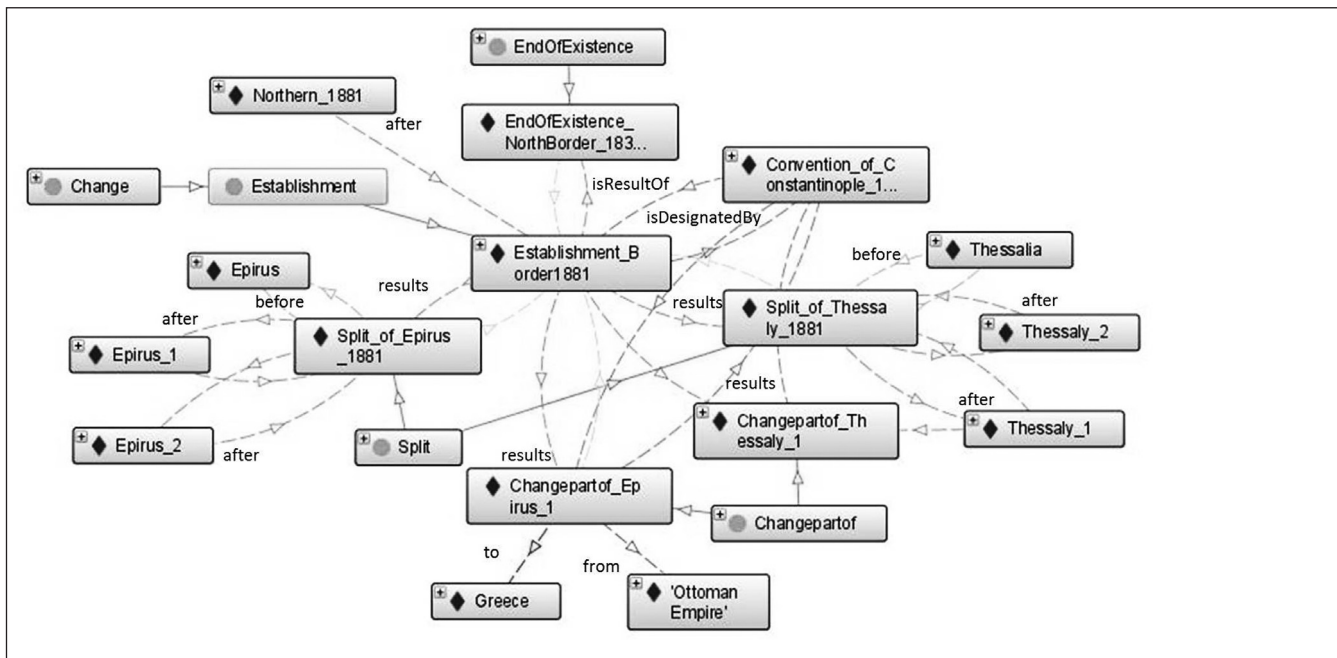 EndOfExistence
Northern_1881
after
EndOfExistence_
NorthBorder_183...
Change
Establishment
isResultOf
Convention_of_C
onstantinople_1...
isDesignatedBy
Establishment_B
order1881
Epirus
before
results
results
before
Thessalia
after
Split_of_Epirus
_1881
Split_of_Thessa
ly_1881
after
Thessaly_2
Epirus_1
results
after
Epirus_2
after
Split
Changepartof_Th
essaly_1
Thessaly_1
results
Changepartof_Ep
irus_1
Changepartof
to
from
Greece
'Ottoman
Empire'